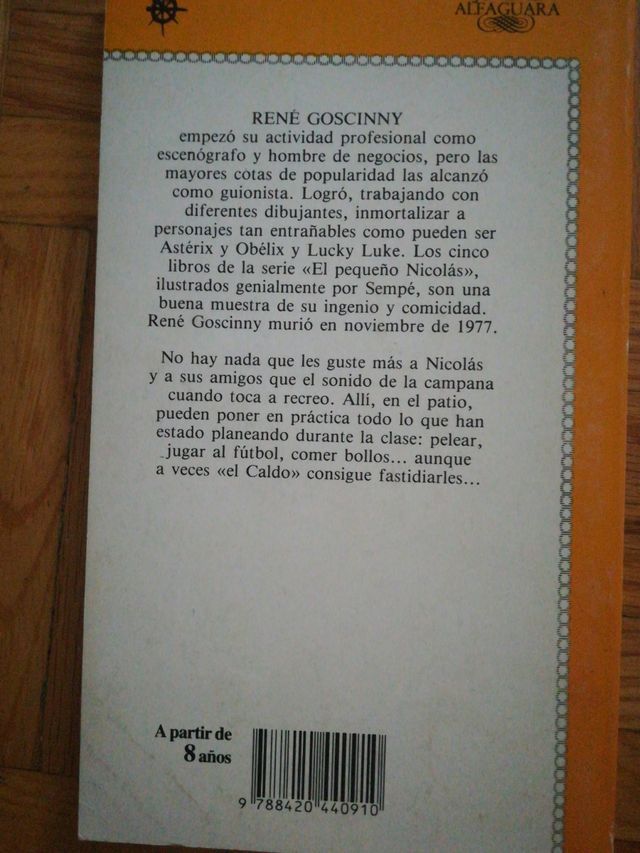 ALFAGUARA
RENÉ GOSCINNY
empezó su actividad profesional como
escenógrafo y hombre de negocios, pero las
mayores cotas de popularidad las alcanzó
como guionista. Logró, trabajando con
diferentes dibujantes, inmortalizar a
personajes tan entrañables como pueden ser
Astérix y Obélix y Lucky Luke. Los cinco
libros de la serie «El pequeño Nicolás»,
ilustrados genialmente por Sempé, son una
buena muestra de su ingenio y comicidad.
René Goscinny murió en noviembre de 1977.
No hay nada que les guste más a Nicolás
y a sus amigos que el sonido de la campana
cuando toca a recreo. Allí, en el patio,
pueden poner en práctica todo lo que han
estado planeando durante la clase: pelear,
jugar al fútbol, comer bollos... aunque
a veces «el Caldo» consigue fastidiarles...
A partir de
8 años
9 788420 440910